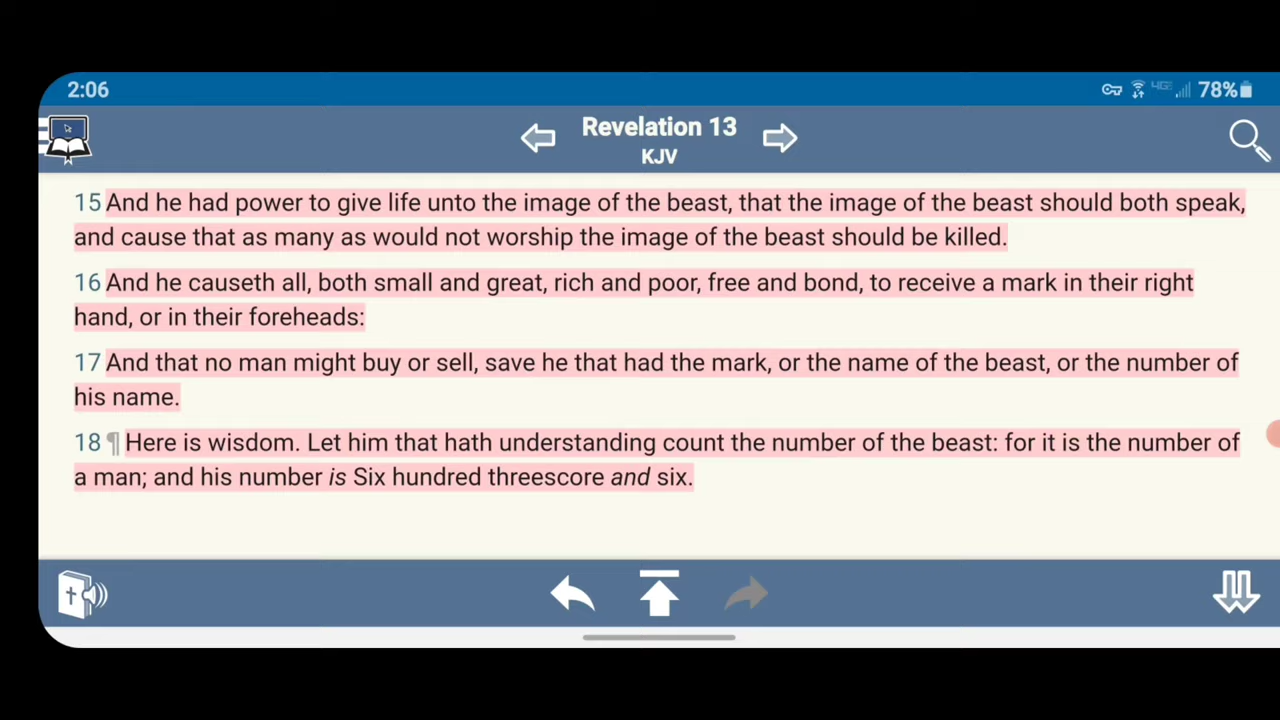 2:06 4GE 78%
Revelation 13
KJV
15 And he had power to give life unto the image of the beast, that the image of the beast should both speak,
and cause that as many as would not worship the image of the beast should be killed.
16 And he causeth all, both small and great, rich and poor, free and bond, to receive a mark in their right
hand, or in their foreheads:
17 And that no man might buy or sell, save he that had the mark, or the name of the beast, or the number of
his name.
18 ¶ Here is wisdom. Let him that hath understanding count the number of the beast: for it is the number of
a man; and his number is Six hundred threescore and six.